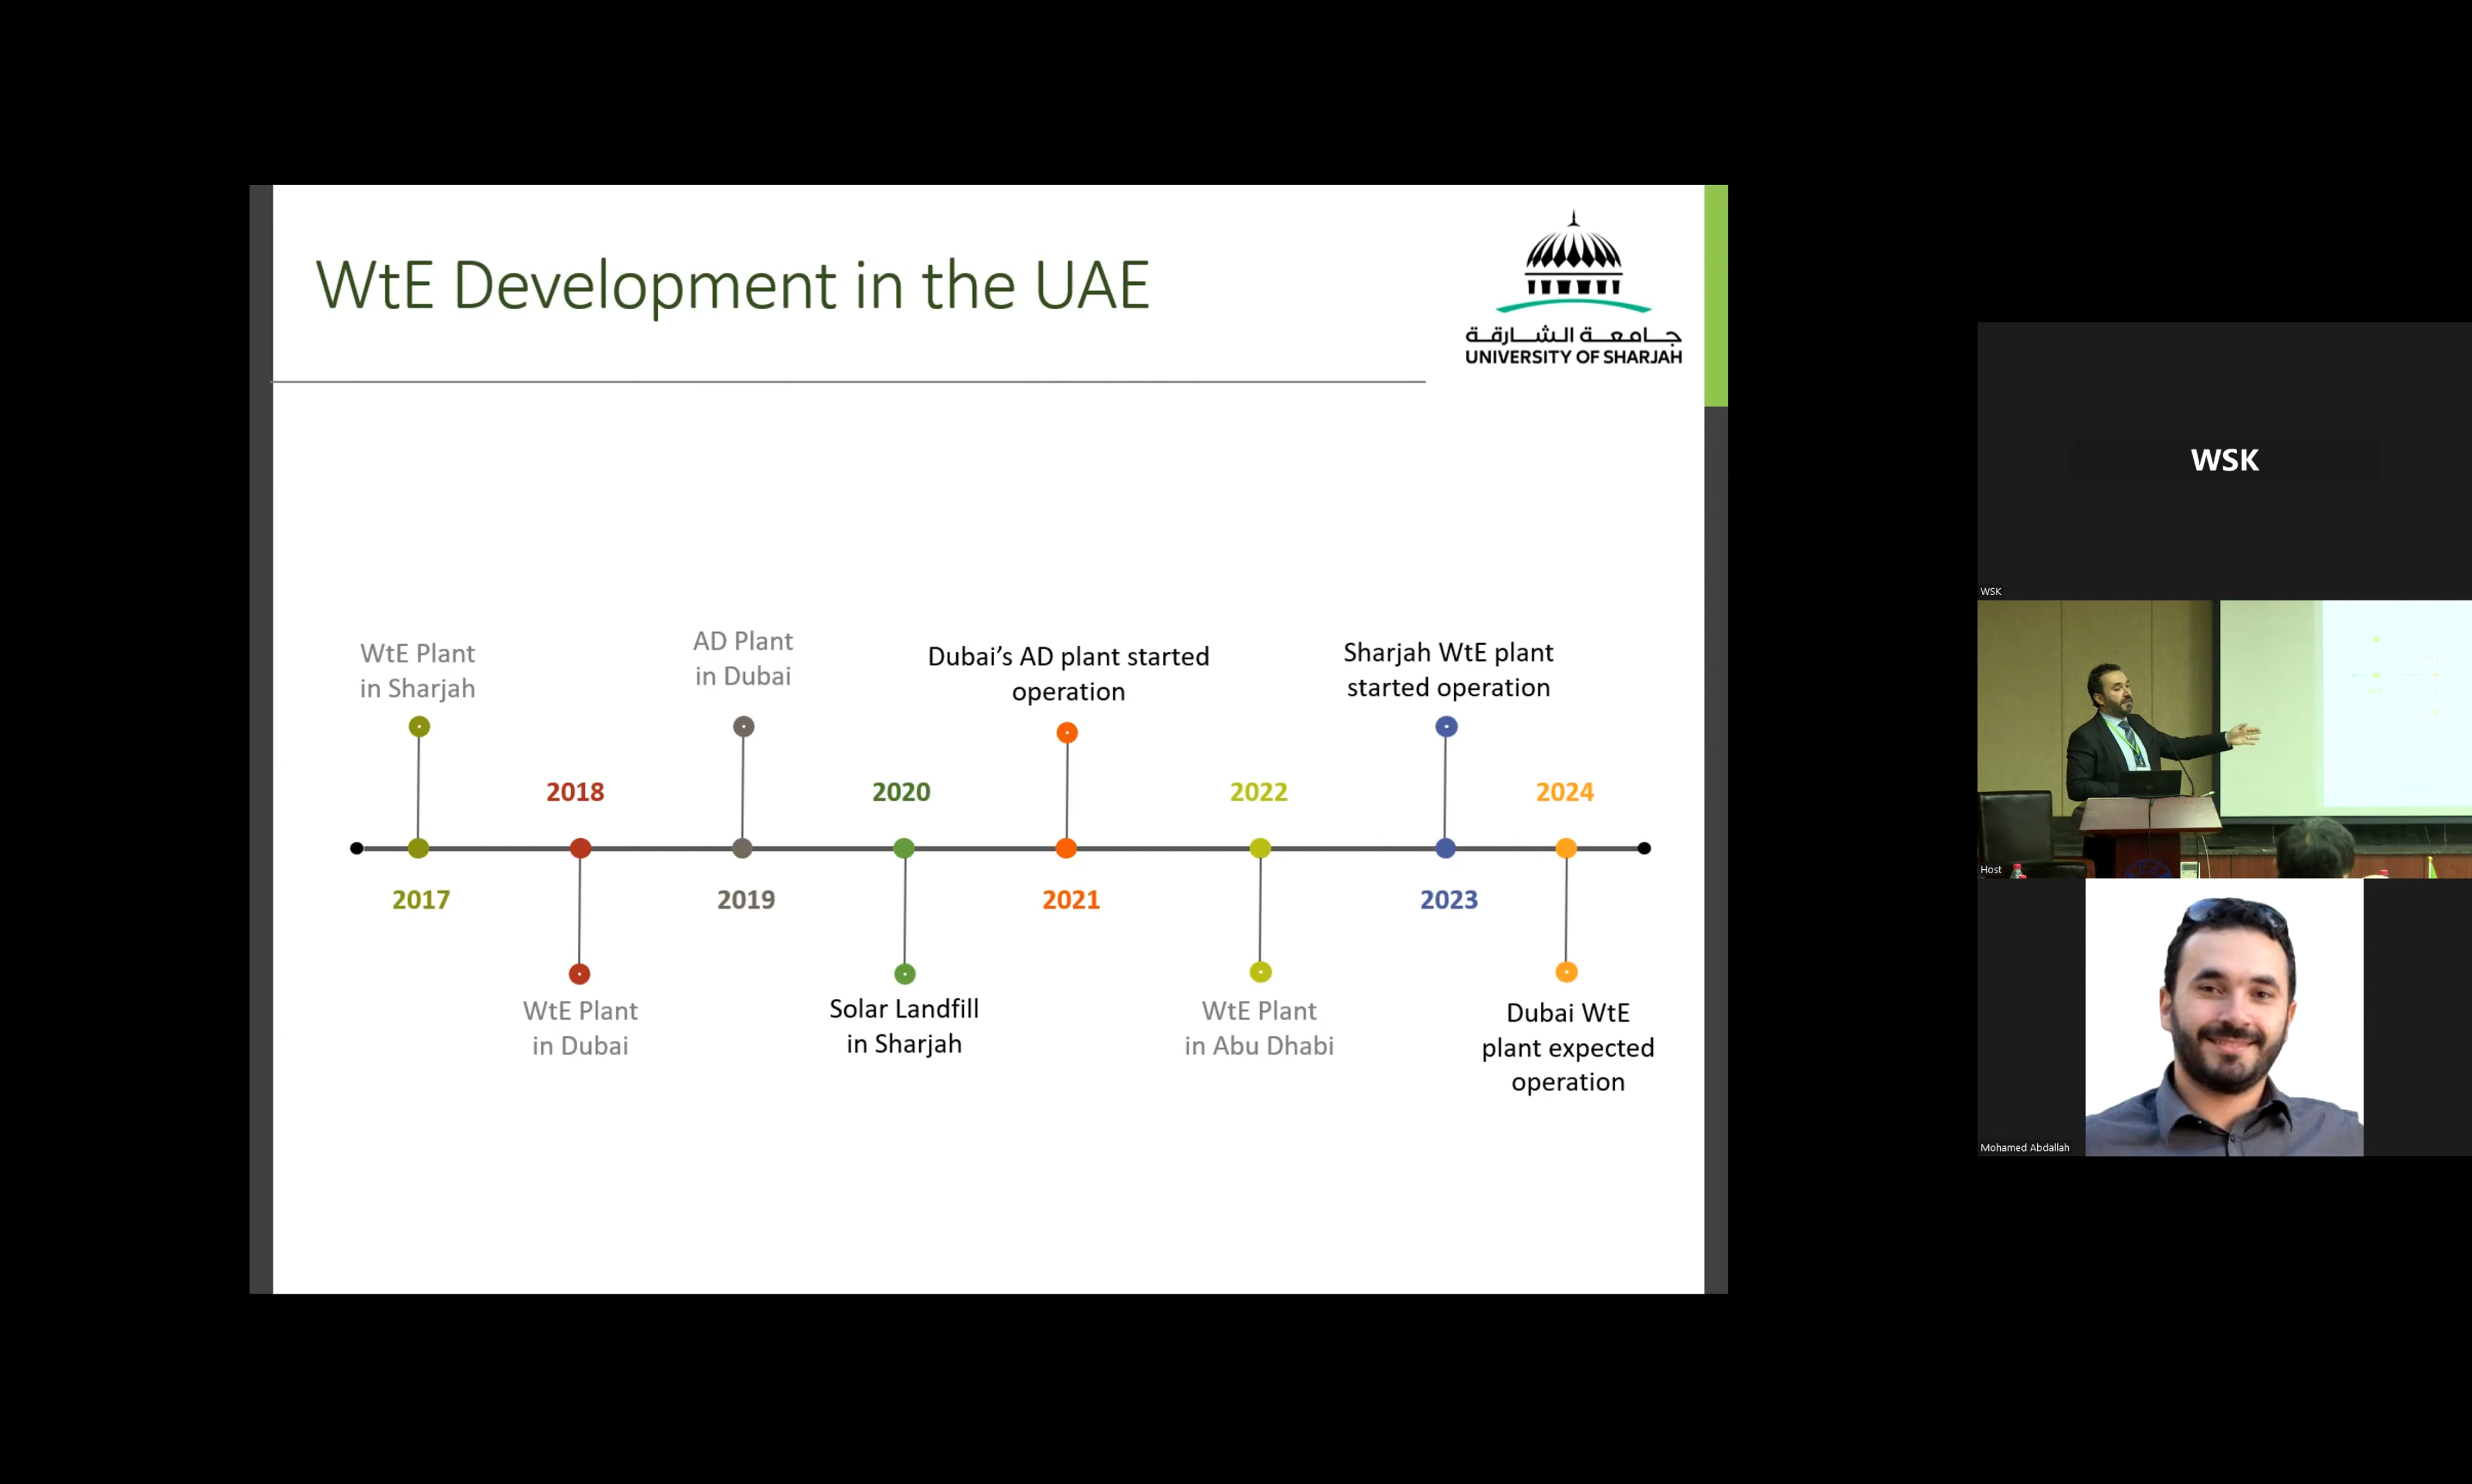 WtE Development in the UAE
جامعة الشارقة
UNIVERSITY OF SHARJAH
WtE Plant
in Sharjah
AD Plant
in Dubai
Dubai’s AD plant started
operation
Sharjah WtE plant
started operation
2018
2020
2022
2024
2017
2019
2021
2023
WtE Plant
in Dubai
Solar Landfill
in Sharjah
WtE Plant
in Abu Dhabi
Dubai WtE
plant expected
operation
WSK
WSK
Host
Mohamed Abdallah